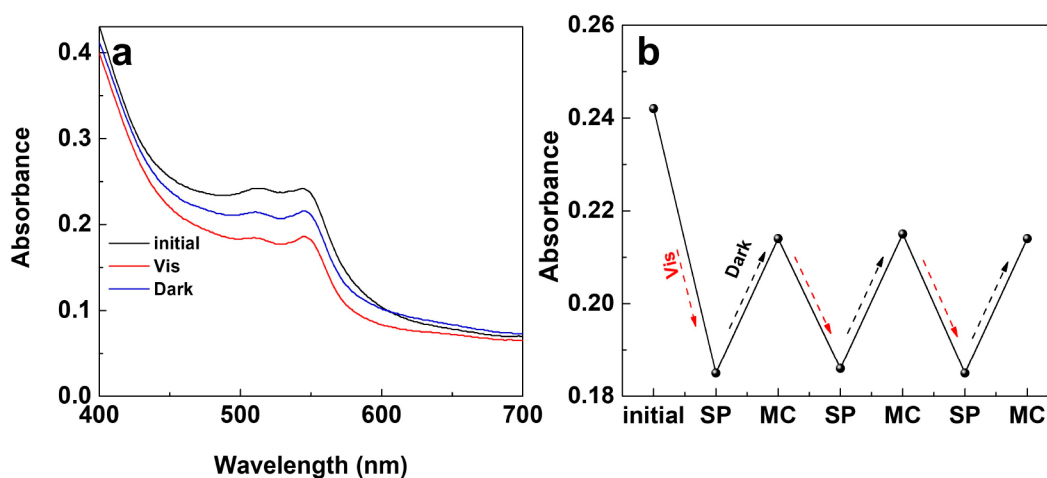 a
0.4
0.3
0.2
0.1
0.0
400
500
600
700
Absorbance
Wavelength (nm)
initial
Vis
Dark
b
0.26
0.24
0.22
0.20
0.18
Absorbance
Vis
Dark
initial
SP
MC
SP
MC
SP
MC